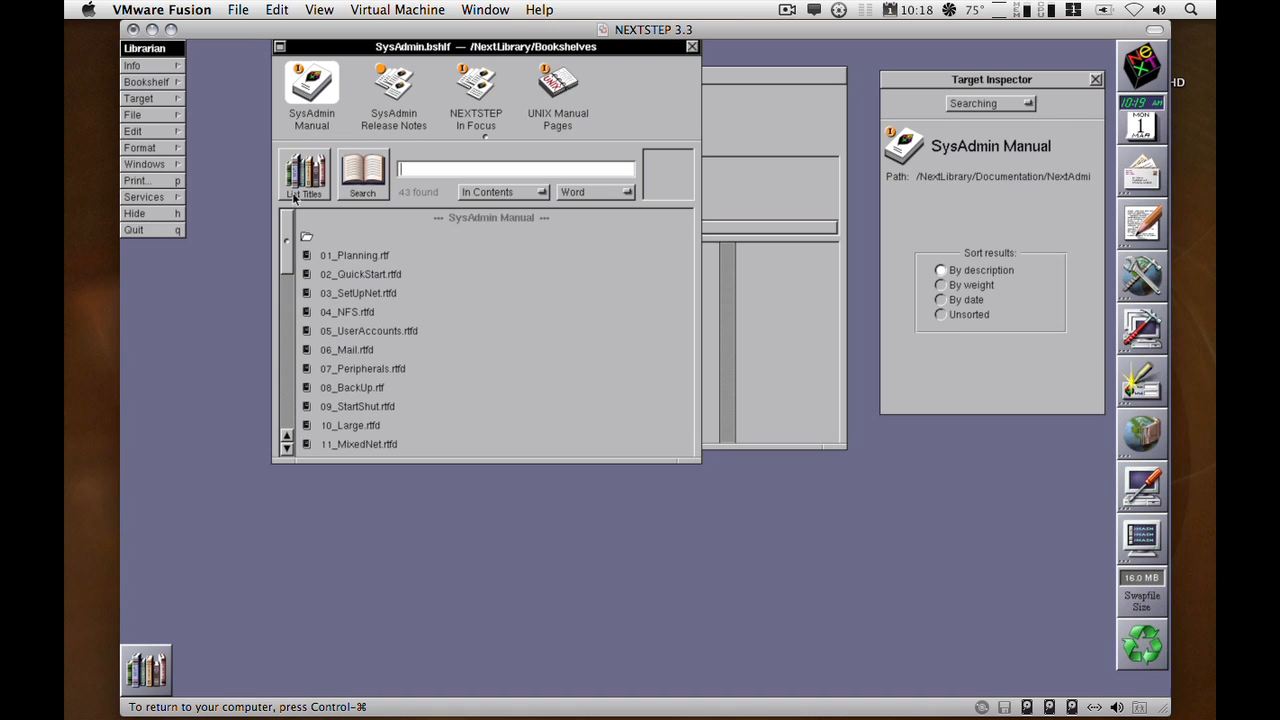 VMware Fusion File Edit View Virtual Machine Window Help
10:18 75°
NEXTSTEP 3.3
Librarian
Info
Bookshelf
Target
File
Edit
Format
Windows
Print... p
Services
Hide h
Quit q
SysAdmin.bshlf — /NextLibrary/Bookshelves
SysAdmin
Manual
SysAdmin
Release Notes
NEXTSTEP
In Focus
UNIX Manual
Pages
List Titles
Search
43 found
In Contents
Word
--- SysAdmin Manual ---
01_Planning.rtf
02_QuickStart.rtfd
03_SetUpNet.rtfd
04_NFS.rtfd
05_UserAccounts.rtfd
06_Mail.rtfd
07_Peripherals.rtfd
08_BackUp.rtf
09_StartShut.rtfd
10_Large.rtfd
11_MixedNet.rtfd
Target Inspector
Searching
SysAdmin Manual
Path: /NextLibrary/Documentation/NextAdmi
Sort results:
By description
By weight
By date
Unsorted
HD
10:19 AM
MON
1
MAR
16.0 MB
Swapfile
Size
To return to your computer, press Control-⌘